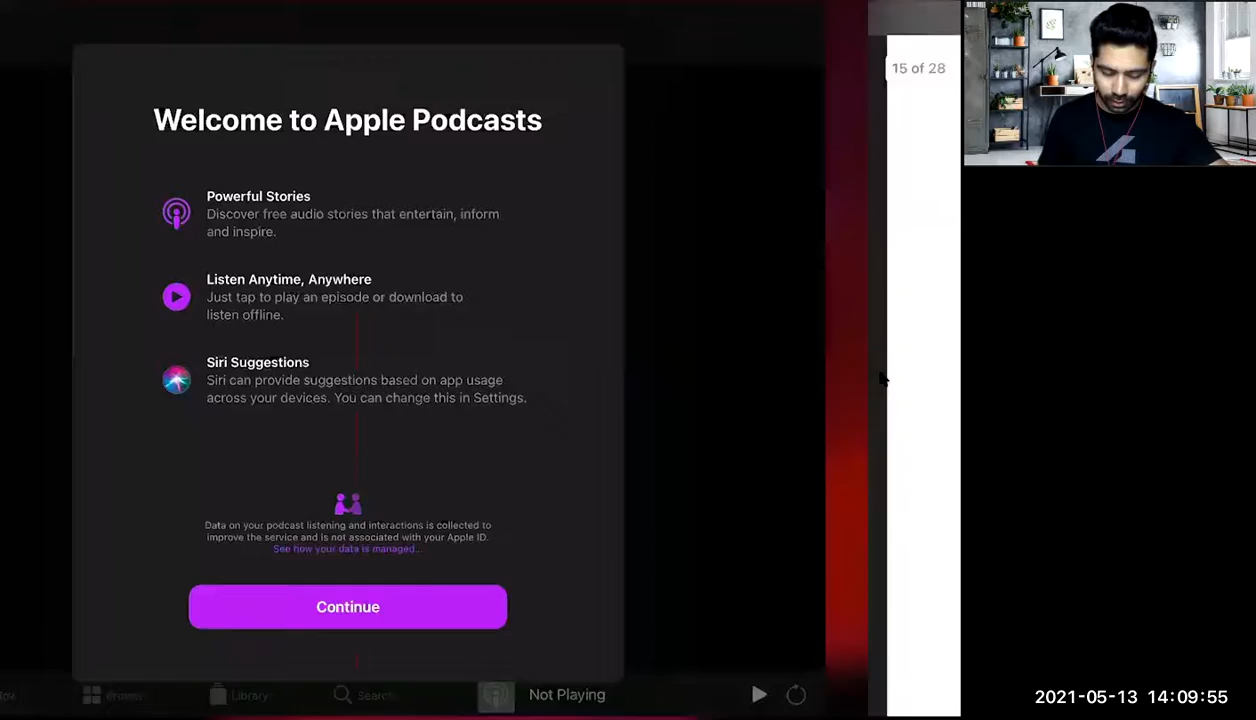 Welcome to Apple Podcasts
15 of 28
Powerful Stories
Discover free audio stories that entertain, inform
and inspire.
Listen Anytime, Anywhere
Just tap to play an episode or download to
listen offline.
Siri Suggestions
Siri can provide suggestions based on app usage
across your devices. You can change this in Settings.
Data on your podcast listening and interactions is collected to
improve the service and is not associated with your Apple ID.
See how your data is managed...
Continue
Browse
Library
Search
Not Playing
2021-05-13 14:09:55